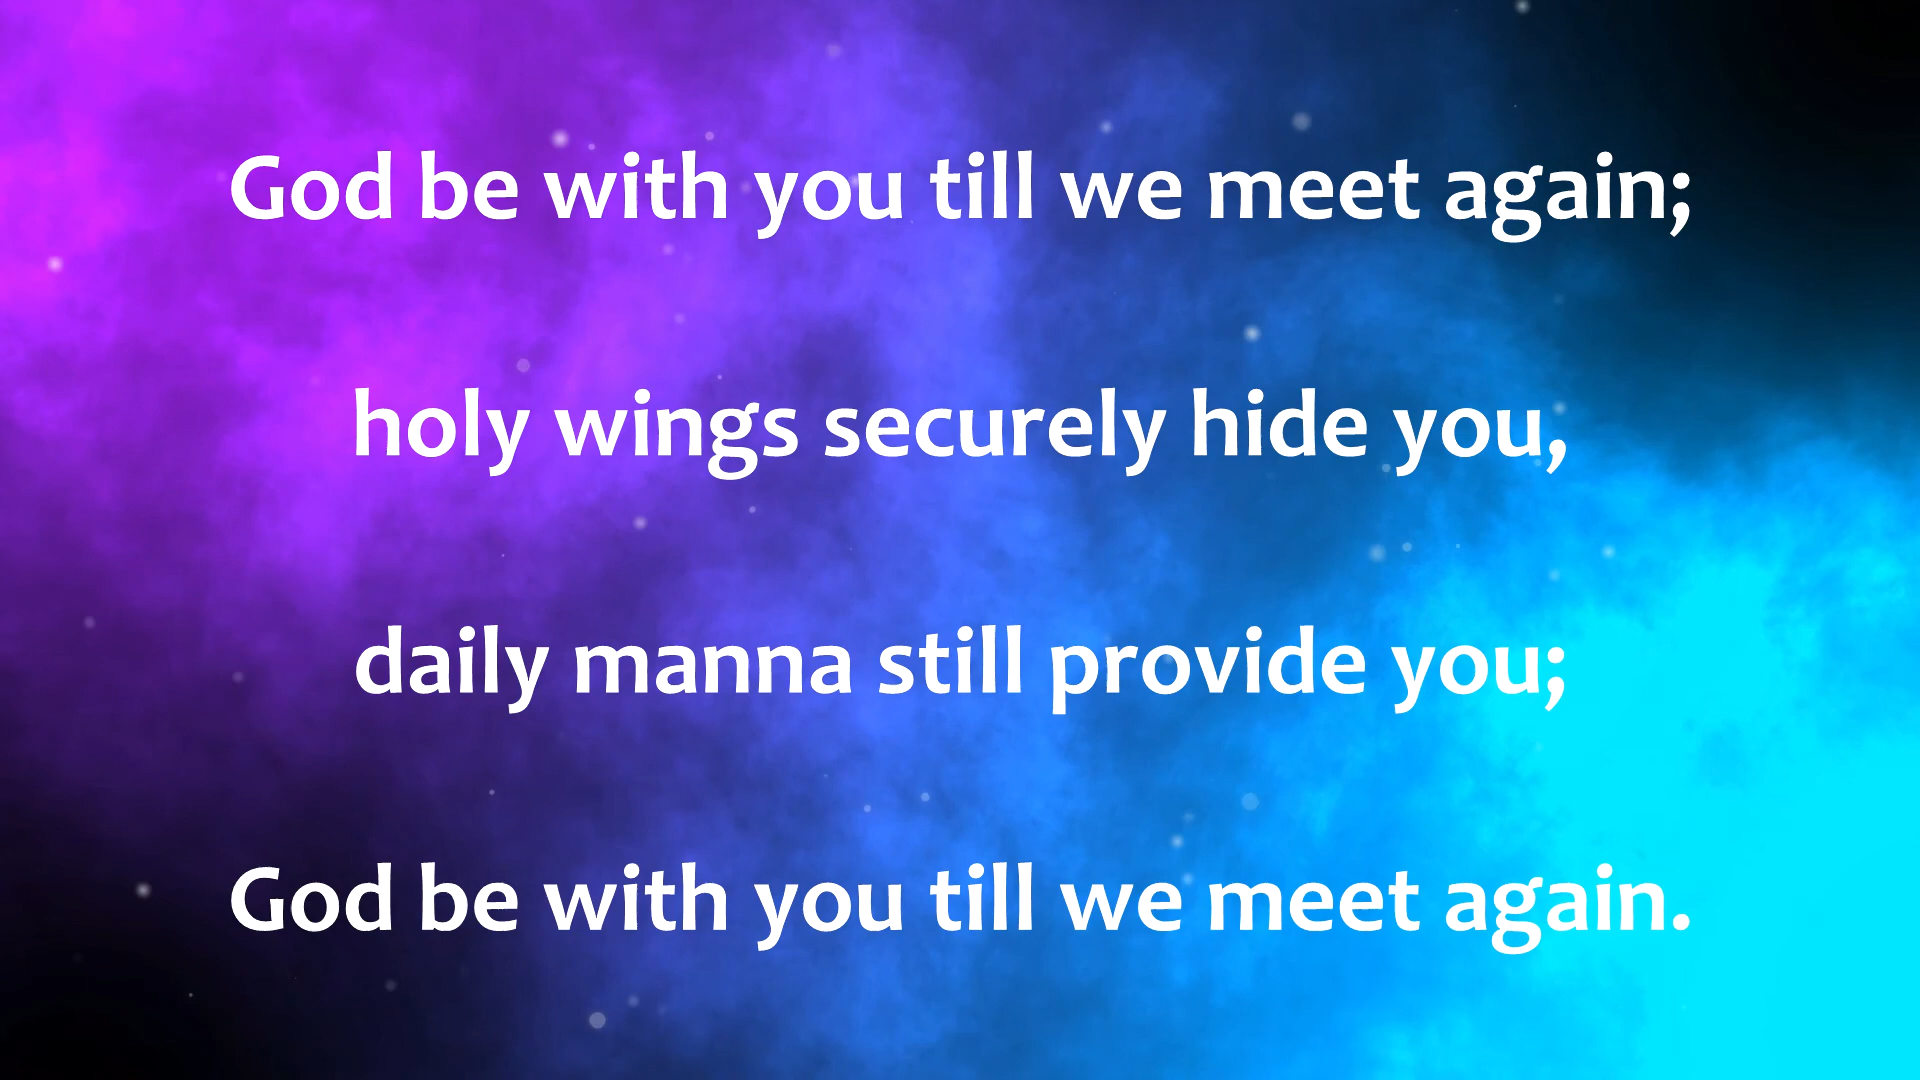 God be with you till we meet again;
holy wings securely hide you,
daily manna still provide you;
God be with you till we meet again.